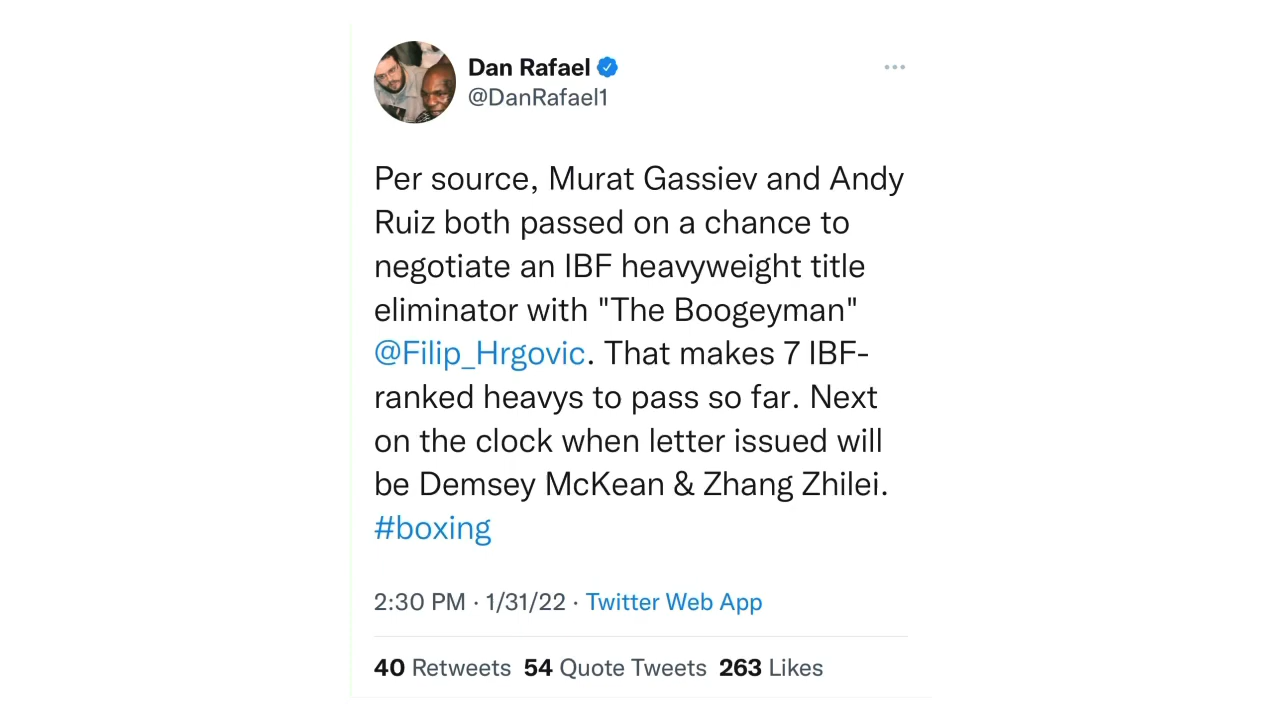 Dan Rafael
@DanRafael1
Per source, Murat Gassiev and Andy
Ruiz both passed on a chance to
negotiate an IBF heavyweight title
eliminator with "The Boogeyman"
@Filip_Hrgovic. That makes 7 IBF-
ranked heavys to pass so far. Next
on the clock when letter issued will
be Demsey McKean & Zhang Zhilei.
#boxing
2:30 PM · 1/31/22 · Twitter Web App
40 Retweets 54 Quote Tweets 263 Likes